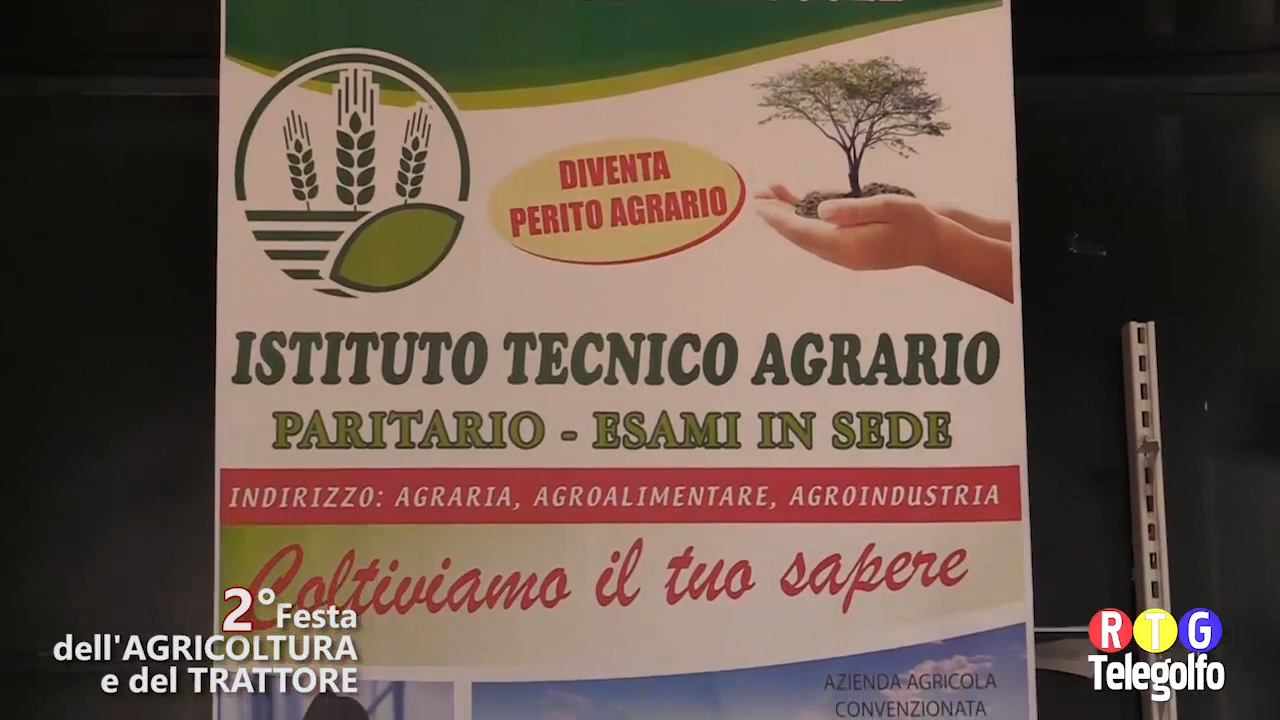 DIVENTA
PERITO AGRARIO
ISTITUTO TECNICO AGRARIO
PARITARIO - ESAMI IN SEDE
INDIRIZZO: AGRARIA, AGROALIMENTARE, AGROINDUSTRIA
Coltiviamo il tuo sapere
AZIENDA AGRICOLA
CONVENZIONATA
2° Festa
dell'AGRICOLTURA
e del TRATTORE
RTG
Telegolfo